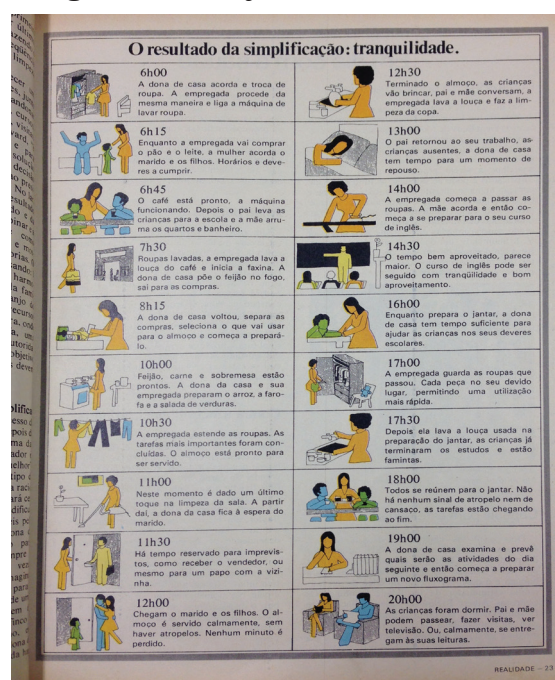 O resultado da simplificação: tranquilidade.
6h00
A dona de casa acorda e troca de
roupa. A empregada procede da
mesma maneira e liga a máquina de
lavar roupa.
6h15
Enquanto a empregada vai comprar
o pão e o leite, a mulher acorda o
marido e os filhos. Horários e deve-
res a cumprir.
6h45
O café está pronto, a máquina
funcionando. Depois o pai leva as
crianças para a escola e a mãe arru-
ma os quartos e banheiro.
7h30
Roupas lavadas, a empregada lava a
louça do café e inicia a faxina. A
dona de casa põe o feijão no fogo,
sai para as compras.
8h15
A dona de casa voltou, separa as
compras, seleciona o que vai usar
para o almoço e começa a prepará-
lo.
10h00
Feijão, carne e sobremesa estão
prontos. A dona de casa e sua
empregada preparam o arroz, a faro-
fa e a salada de verduras.
10h30
A empregada estende as roupas. As
tarefas mais importantes foram con-
cluídas. O almoço está pronto para
ser servido.
11h00
Neste momento é dado um último
toque na limpeza da sala. A partir
daí, a dona da casa fica à espera do
marido.
11h30
Há tempo reservado para imprevis-
tos, como receber o vendedor, ou
mesmo para um papo com a vizi-
nha.
12h00
Chegam o marido e os filhos. O al-
moço é servido calmamente, sem
haver atropelos. Nenhum minuto é
perdido.
12h30
Terminado o almoço, as crianças
vão brincar, pai e mãe conversam, a
empregada lava a louça e faz a lim-
peza da copa.
13h00
O pai retornou ao seu trabalho, as
crianças ausentes, a dona de casa
tem tempo para um momento de
repouso.
14h00
A empregada começa a passar as
roupas. A mãe acorda e então co-
meça a se preparar para o seu curso
de inglês.
14h30
O tempo bem aproveitado, parece
maior. O curso de inglês pode ser
seguido com tranqüilidade e bom
aproveitamento.
16h00
Enquanto prepara o jantar, a dona
de casa tem tempo suficiente para
ajudar às crianças nos seus deveres
escolares.
17h00
A empregada guarda as roupas que
passou. Cada peça no seu devido
lugar, permitindo uma utilização
mais rápida.
17h30
Depois ela lava a louça usada na
preparação do jantar, as crianças já
terminaram os estudos e estão
famintas.
18h00
Todos se reúnem para o jantar. Não
há nenhum sinal de atropelo nem de
cansaço, as tarefas estão chegando
ao fim.
19h00
A dona de casa examina e prevê
quais serão as atividades do dia
seguinte e então começa a preparar
um novo fluxograma.
20h00
As crianças foram dormir. Pai e mãe
podem passear, fazer visitas, ver
televisão. Ou, calmamente, se entre-
gam às suas leituras.
REALIDADE - 23